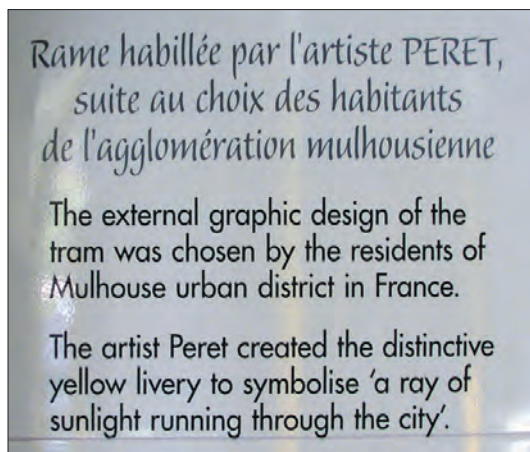 Rame habillée par l'artiste PERET,
suite au choix des habitants
de l'agglomération mulhousienne
The external graphic design of the
tram was chosen by the residents of
Mulhouse urban district in France.
The artist Peret created the distinctive
yellow livery to symbolise 'a ray of
sunlight running through the city'.